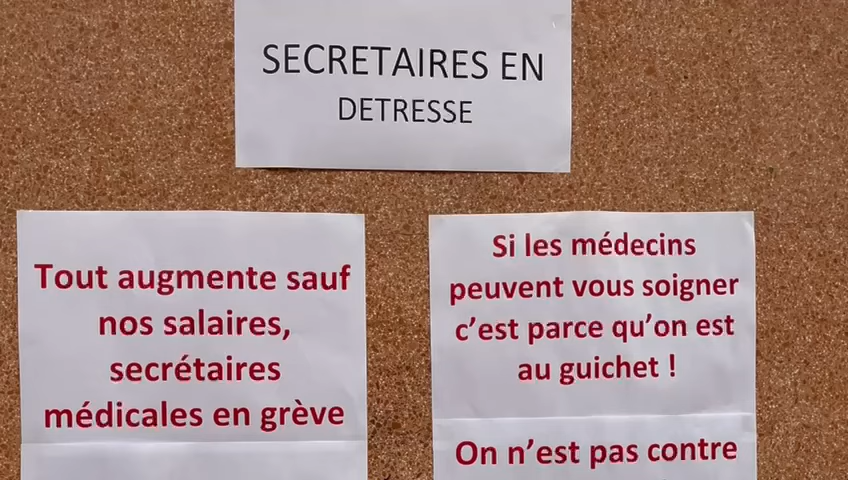 SECRETAIRES EN
DETRESSE
Tout augmente sauf
nos salaires,
secrétaires
médicales en grève
Si les médecins
peuvent vous soigner
c'est parce qu'on est
au guichet !
On n'est pas contre